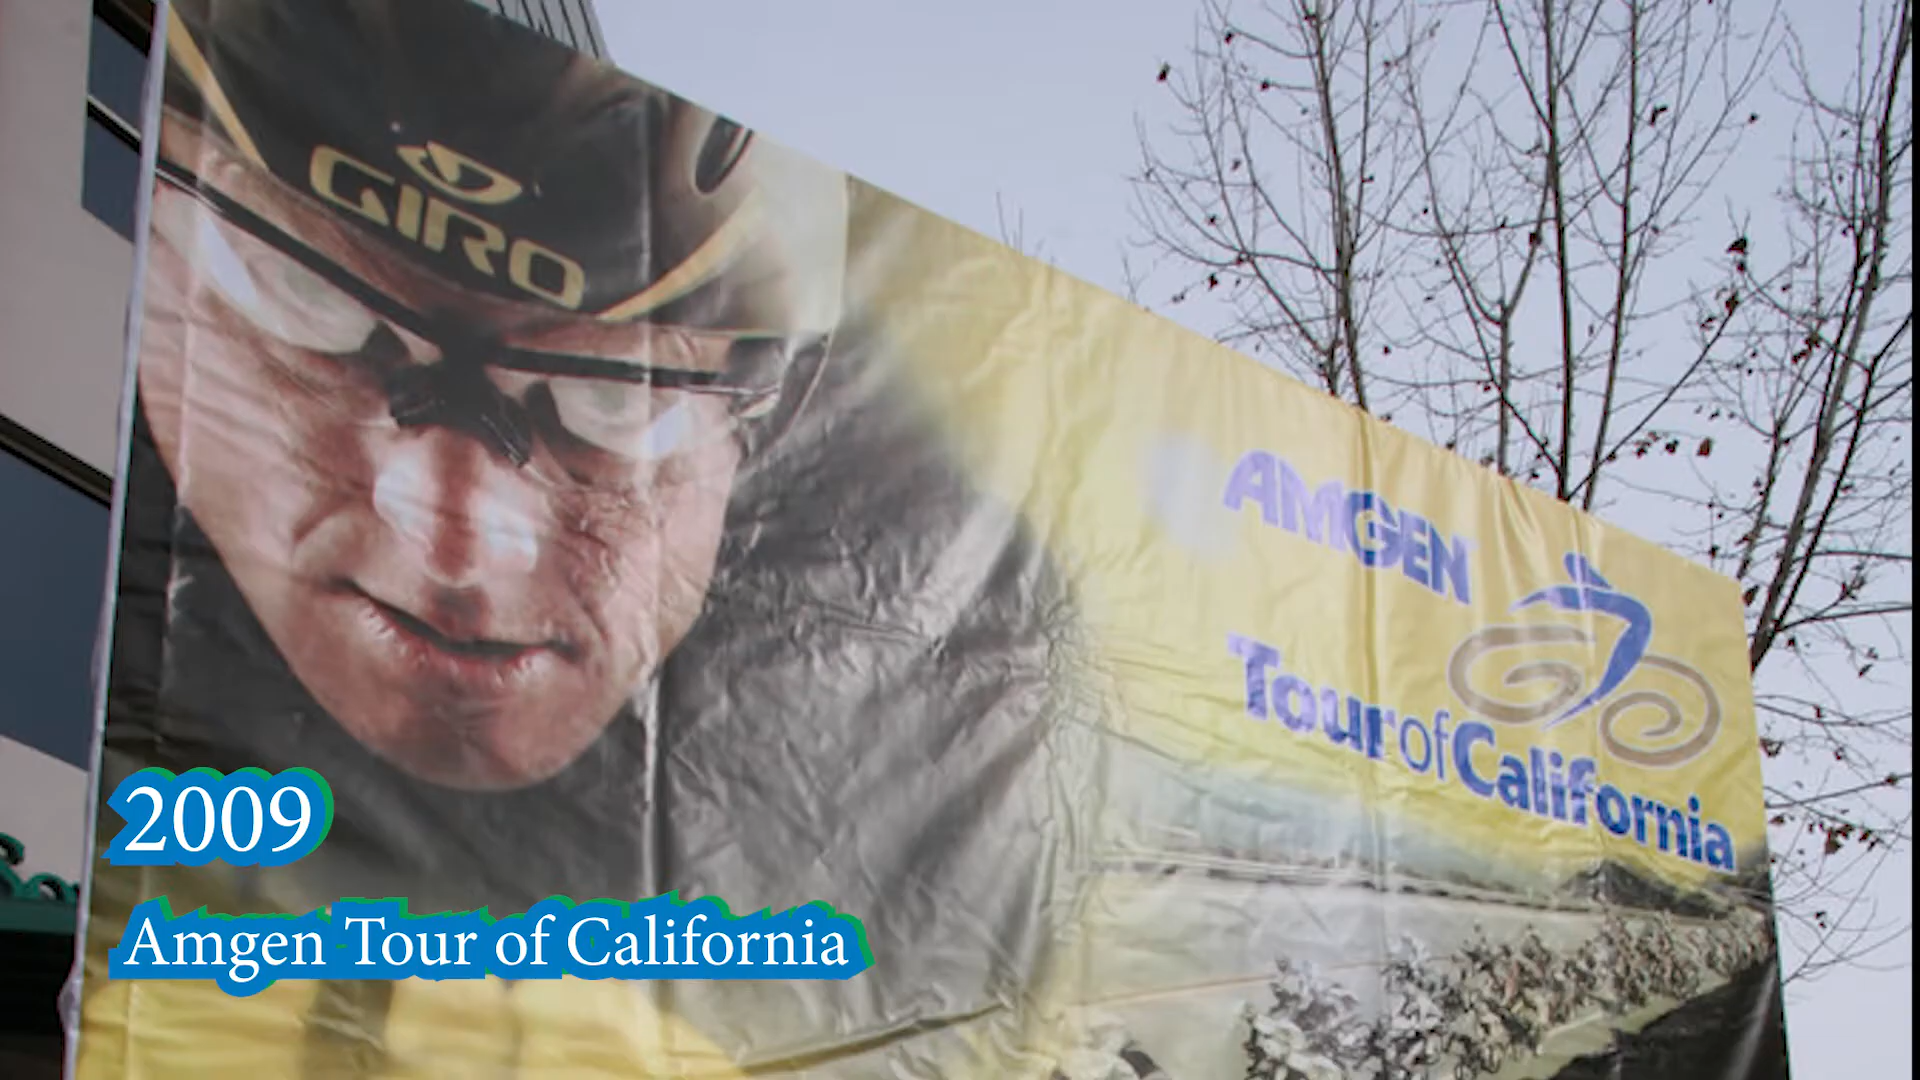 GIRO
AMGEN
Tour of California
2009
Amgen Tour of California